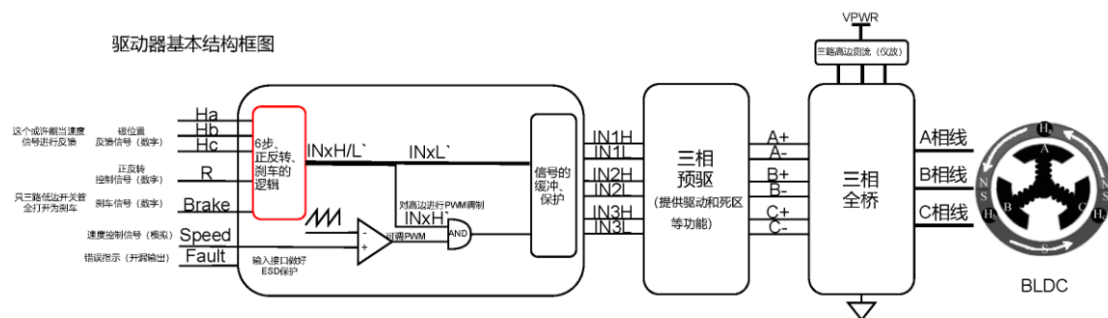 驱动器基本结构框图
VPWR
三路高边测流（仪放）
这个或许能当速度
信号进行反馈
磁位置
反馈信号（数字）
Ha
Hb
Hc
正反转
控制信号（数字）
R
只三路低边开关管
全打开为刹车
刹车信号（数字）
Brake
速度控制信号（模拟）
Speed
错误指示（开漏输出）
Fault
6步、
正反转、
刹车的
逻辑
INxH/L`
INxL`
对高边进行PWM调制
INxH`
可调PWM
-
+
AND
输入接口做好
ESD保护
信号的
缓冲、
保护
IN1H
IN1L
IN2H
IN2L
IN3H
IN3L
三相
预驱
（提供驱动和死区
等功能）
A+
A-
B+
B-
C+
C-
三相
全桥
A相线
B相线
C相线
A
B
C
N
S
N
S
S
BLDC